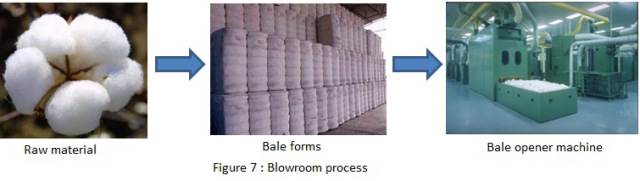 Raw material
Bale forms
Bale opener machine
Figure 7 : Blowroom process